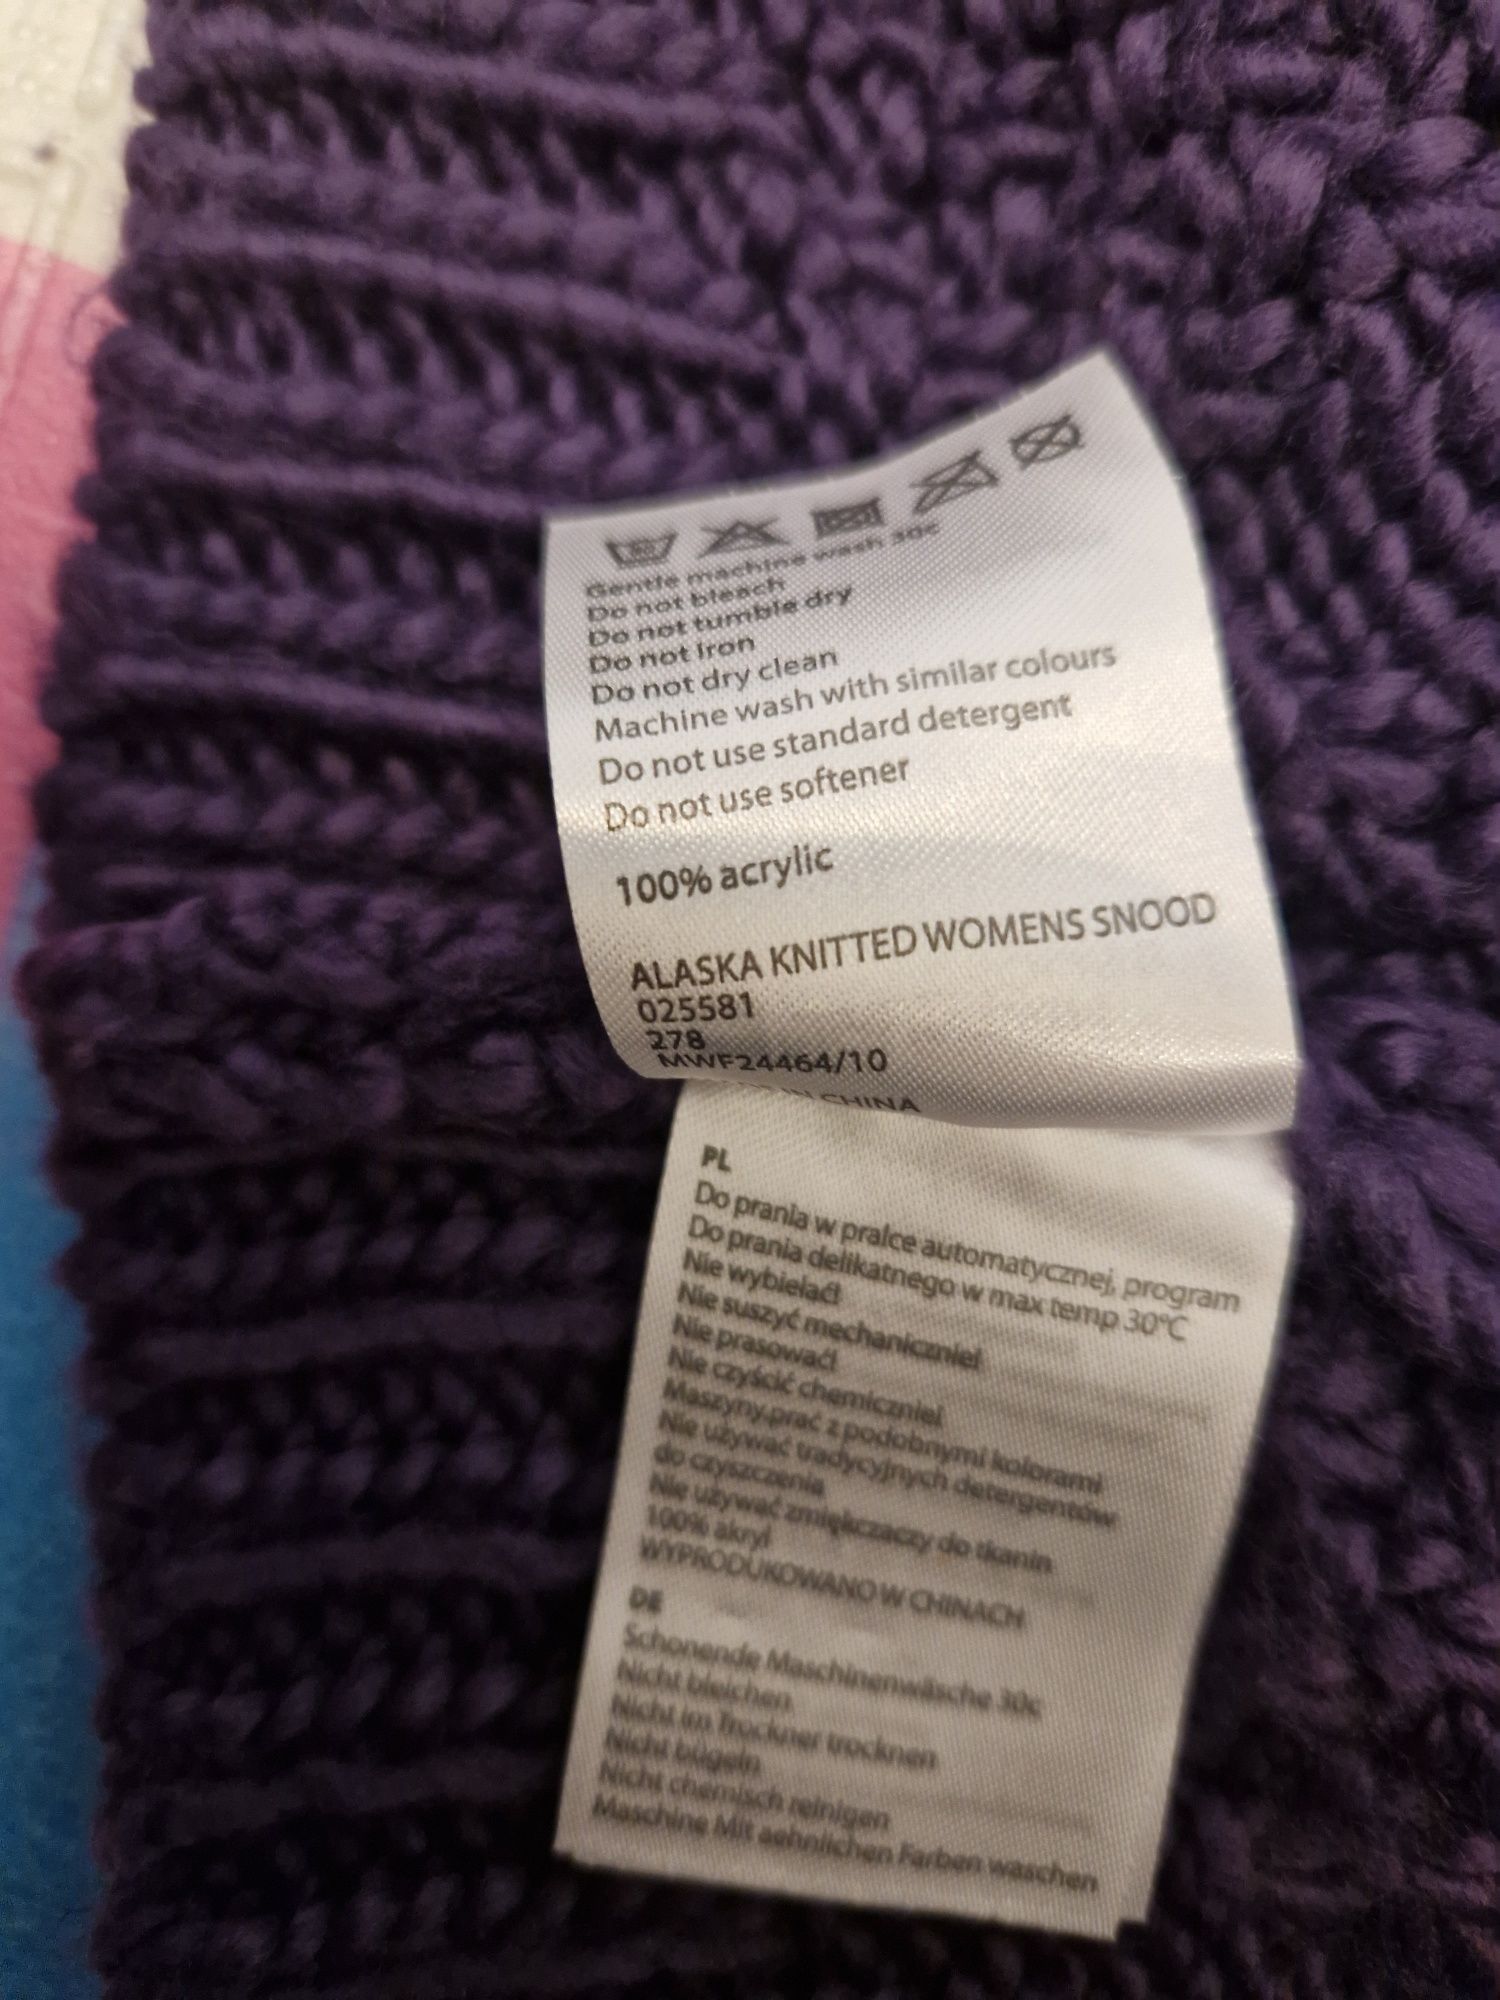 30
Gentle machine wash 30c
Do not bleach
Do not tumble dry
Do not Iron
Do not dry clean
Machine wash with similar colours
Do not use standard detergent
Do not use softener
100% acrylic
ALASKA KNITTED WOMENS SNOOD
025581
278
MWF24464/10
CHINA
PL
Do prania w pralce automatycznej, program
Do prania delikatnego w max temp 30°C
Nie wybielać!
Nie suszyć mechanicznie!
Nie prasować!
Nie czyścić chemicznie!
Maszyny.prać z podobnymi kolorami
Nie używać tradycyjnych detergentów
do czyszczenia
Nie używać zmiękczaczy do tkanin
100% akryl
WYPRODUKOWANO W CHINACH
DE
Schonende Maschinenwäsche 30c
Nicht bleichen
Nicht im Trockner trocknen
Nicht bügeln
Nicht chemisch reinigen
Maschine Mit aehnlichen Farben waschen